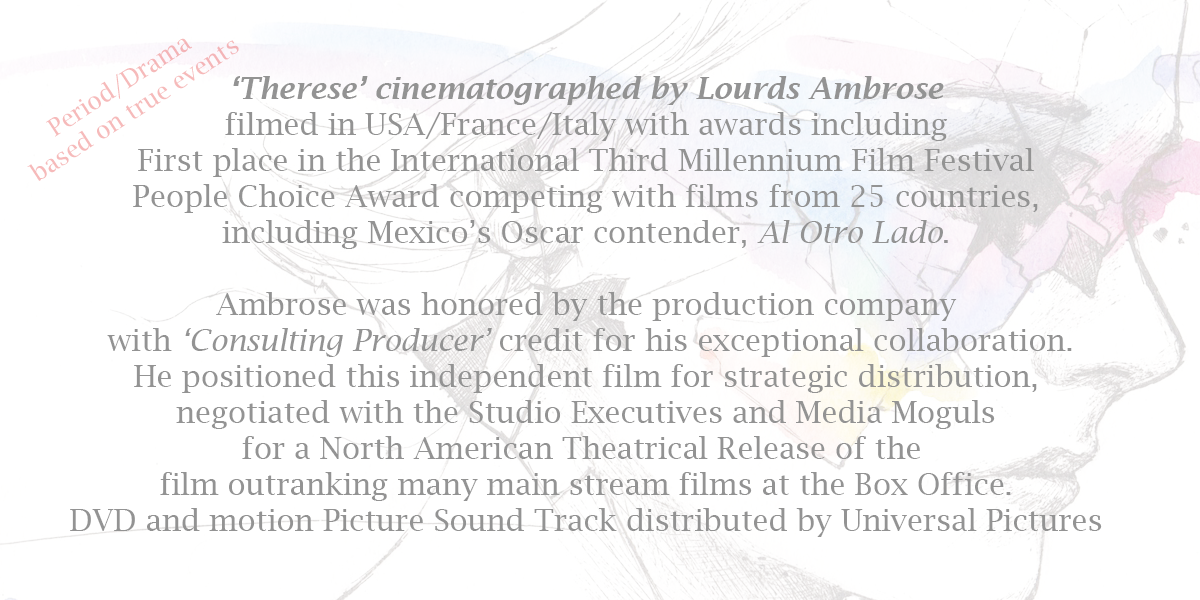 Period/Drama
based on true events
‘Therese’ cinematographed by Lourds Ambrose
filmed in USA/France/Italy with awards including
First place in the International Third Millennium Film Festival
People Choice Award competing with films from 25 countries,
including Mexico’s Oscar contender, Al Otro Lado.
Ambrose was honored by the production company
with ‘Consulting Producer’ credit for his exceptional collaboration.
He positioned this independent film for strategic distribution,
negotiated with the Studio Executives and Media Moguls
for a North American Theatrical Release of the
film outranking many main stream films at the Box Office.
DVD and motion Picture Sound Track distributed by Universal Pictures